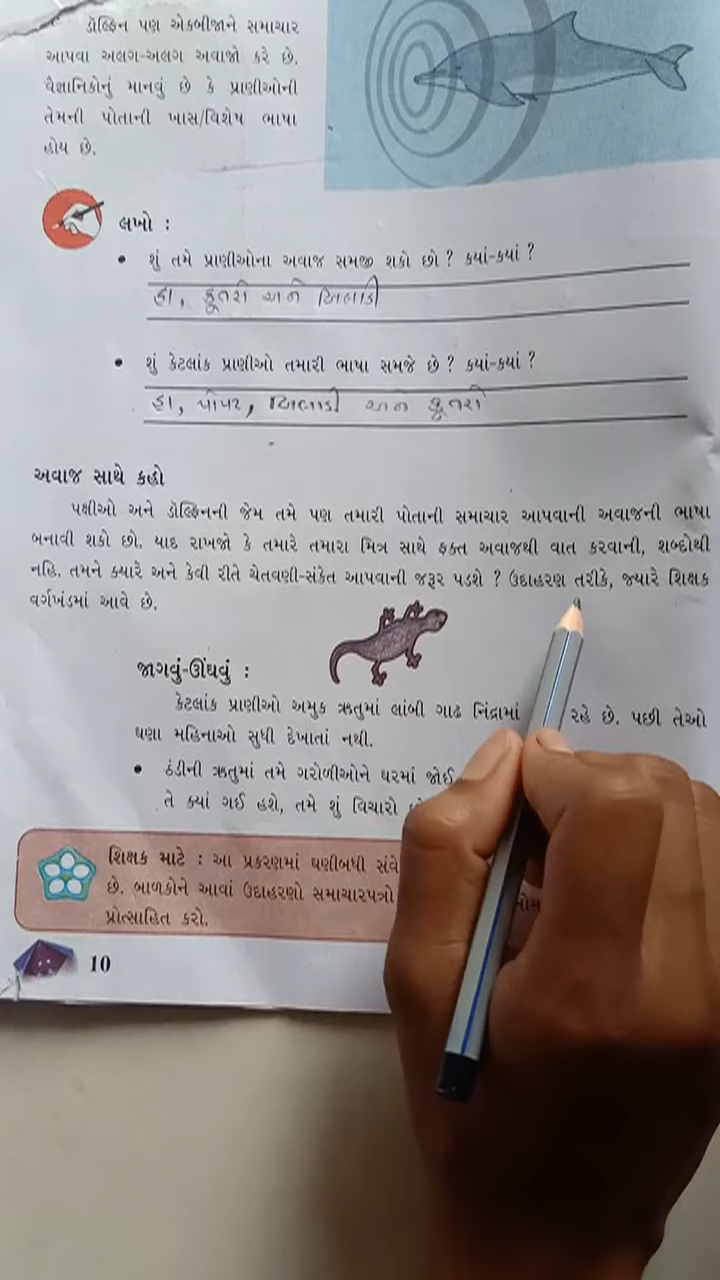 ડૉલ્ફિન પણ એકબીજાને સમાચાર
આપવા અલગ-અલગ અવાજો કરે છે.
વૈજ્ઞાનિકોનું માનવું છે કે પ્રાણીઓની
તેમની પોતાની ખાસ/વિશેષ ભાષા
હોય છે.
લખો :
• શું તમે પ્રાણીઓના અવાજ સમજી શકો છો ? કયાં-કયાં ?
હા, કૂતરો અને બિલાડી
• શું કેટલાંક પ્રાણીઓ તમારી ભાષા સમજે છે ? કયાં-કયાં ?
હા, પોપટ, બિલાડી અને કૂતરો
અવાજ સાથે કહો
પક્ષીઓ અને ડૉલ્ફિનની જેમ તમે પણ તમારી પોતાની સમાચાર આપવાની અવાજની ભાષા
બનાવી શકો છો. યાદ રાખજો કે તમારે તમારા મિત્ર સાથે ફક્ત અવાજથી વાત કરવાની, શબ્દોથી
નહિ. તમને ક્યારે અને કેવી રીતે ચેતવણી-સંકેત આપવાની જરૂર પડશે ? ઉદાહરણ તરીકે, જ્યારે શિક્ષક
વર્ગખંડમાં આવે છે.
જાગવું-ઊંઘવું :
કેટલાંક પ્રાણીઓ અમુક ઋતુમાં લાંબી ગાઢ નિંદ્રામાં રહે છે. પછી તેઓ
ઘણા મહિનાઓ સુધી દેખાતાં નથી.
• ઠંડીની ઋતુમાં તમે ગરોળીઓને ઘરમાં જોઈ
તે ક્યાં ગઈ હશે, તમે શું વિચારો
શિક્ષક માટે : આ પ્રકરણમાં ઘણીબધી
છે. બાળકોને આવાં ઉદાહરણો સમાચારપત્રો
પ્રોત્સાહિત કરો.
10